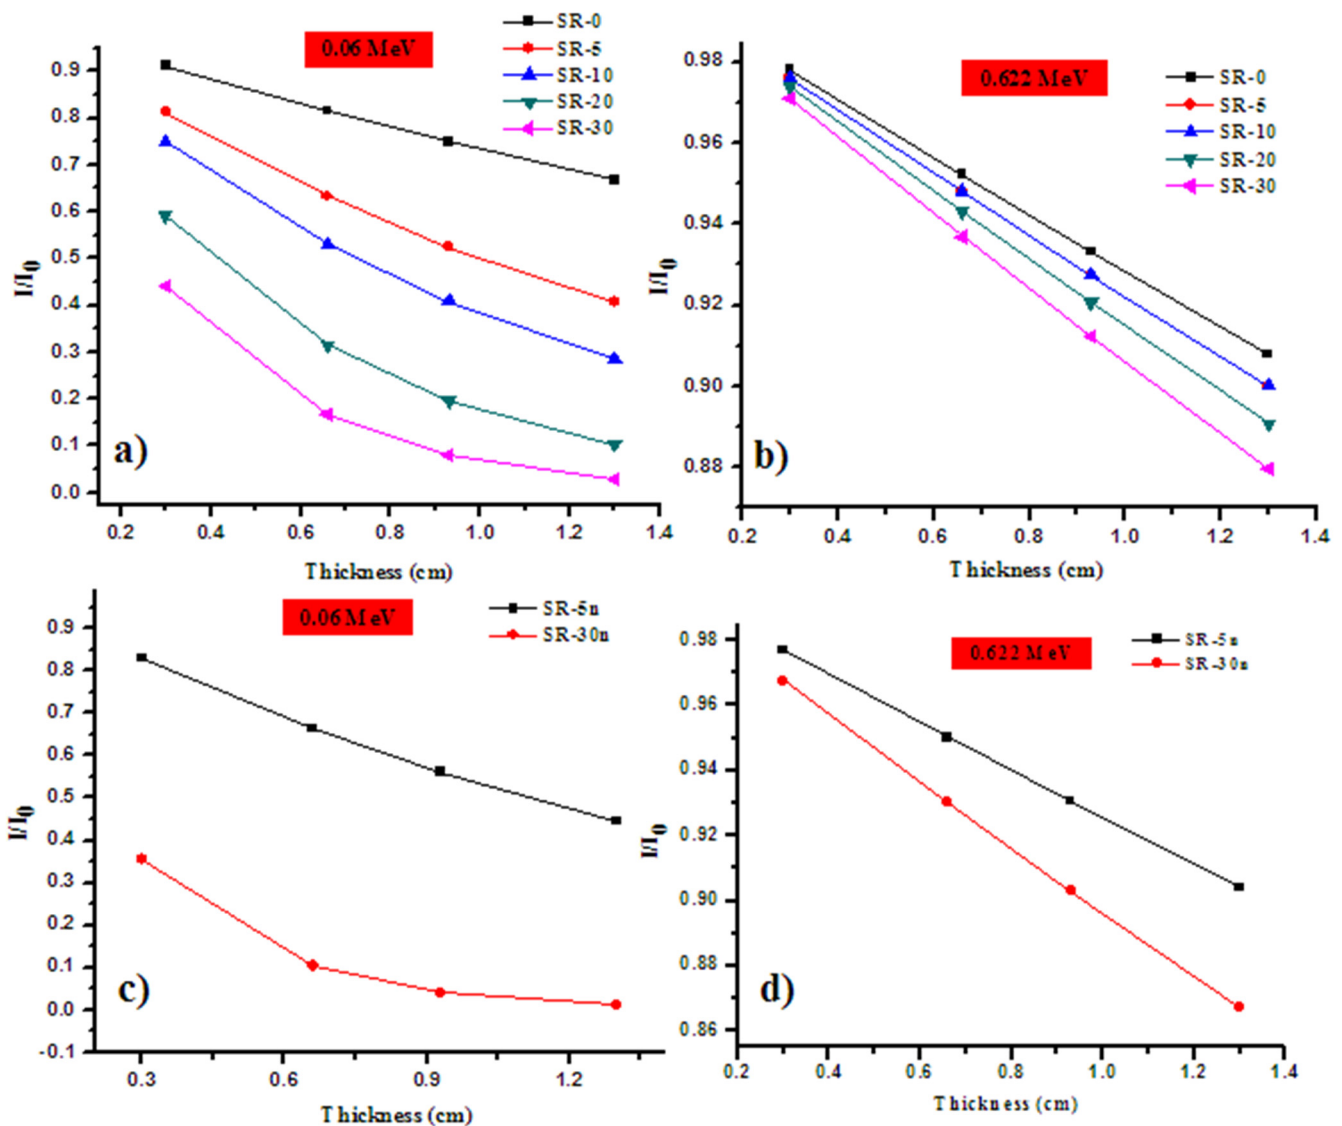 0.06 MeV
SR-0
SR-5
SR-10
SR-20
SR-30
0.9
0.8
0.7
0.6
0.5
0.4
0.3
0.2
0.1
0.0
I/I0
a)
0.2 0.4 0.6 0.8 1.0 1.2 1.4
Thickness (cm)
0.622 MeV
SR-0
SR-5
SR-10
SR-20
SR-30
0.98
0.96
0.94
0.92
0.90
0.88
I/I0
b)
0.2 0.4 0.6 0.8 1.0 1.2 1.4
Thickness (cm)
0.06 MeV
SR-5n
SR-30n
0.9
0.8
0.7
0.6
0.5
0.4
0.3
0.2
0.1
0.0
-0.1
I/I0
c)
0.3 0.6 0.9 1.2
Thickness (cm)
0.622 MeV
SR-5n
SR-30n
0.98
0.96
0.94
0.92
0.90
0.88
0.86
I/I0
d)
0.2 0.4 0.6 0.8 1.0 1.2 1.4
Thickness (cm)